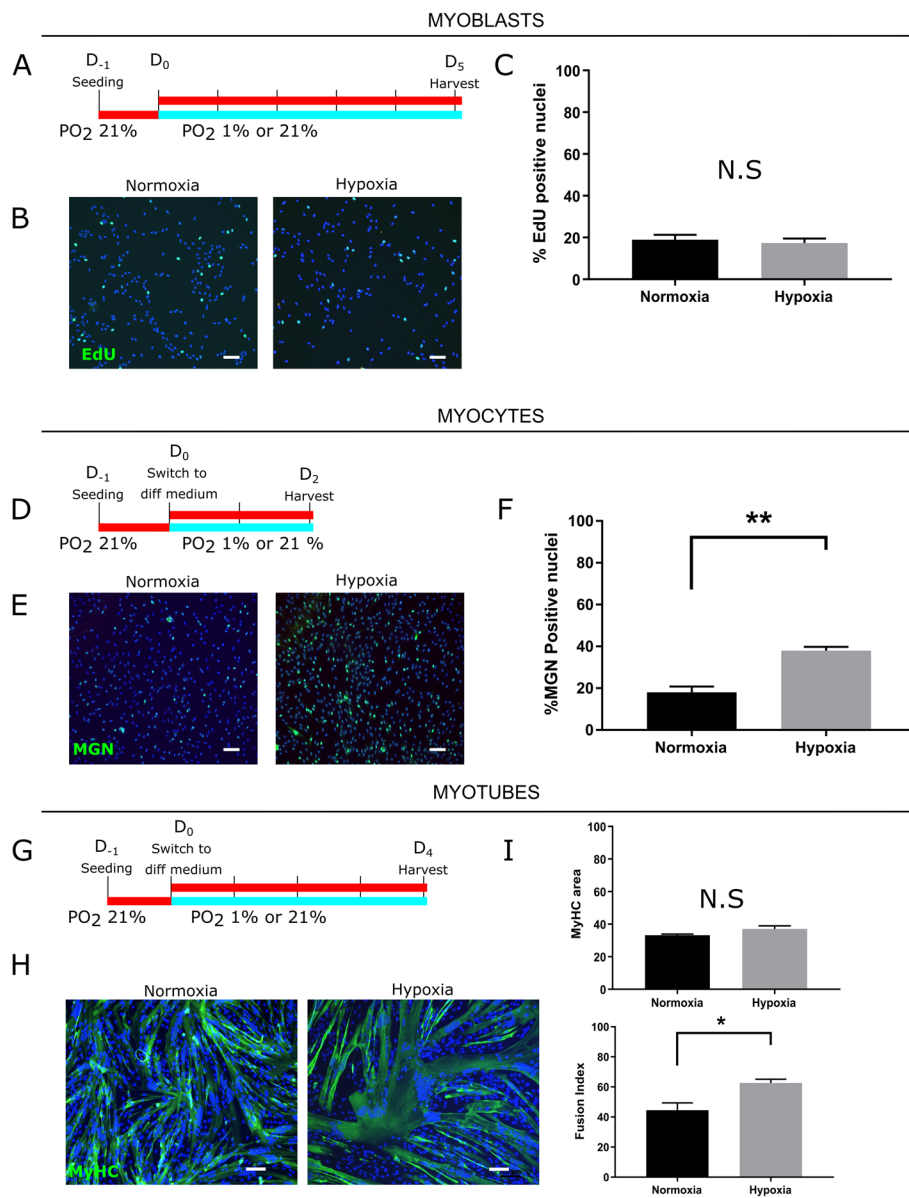 MYOBLASTS
A
D-1
Seeding
D0
D5
Harvest
PO2 21%
PO2 1% or 21%
B
Normoxia
Hypoxia
EdU
C
% EdU positive nuclei
100
80
60
40
20
0
N.S
Normoxia
Hypoxia
MYOCYTES
D
D-1
Seeding
D0
Switch to
diff medium
D2
Harvest
PO2 21%
PO2 1% or 21 %
E
Normoxia
Hypoxia
MGN
F
%MGN Positive nuclei
100
80
60
40
20
0
**
Normoxia
Hypoxia
MYOTUBES
G
D-1
Seeding
D0
Switch to
diff medium
D4
Harvest
PO2 21%
PO2 1% or 21%
H
Normoxia
Hypoxia
MyHC
I
MyHC area
100
80
60
40
20
0
N.S
Normoxia
Hypoxia
Fusion Index
100
80
60
40
20
0
*
Normoxia
Hypoxia